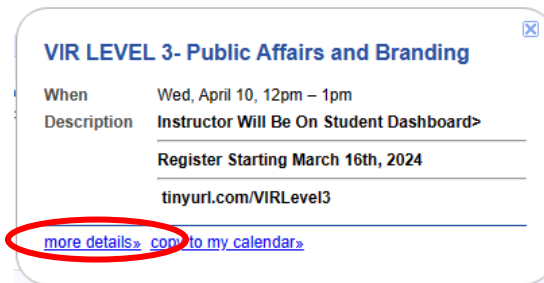 VIR LEVEL 3- Public Affairs and Branding
When Wed, April 10, 12pm – 1pm
Description Instructor Will Be On Student Dashboard>
Register Starting March 16th, 2024
tinyurl.com/VIRLevel3
more details» copy to my calendar»